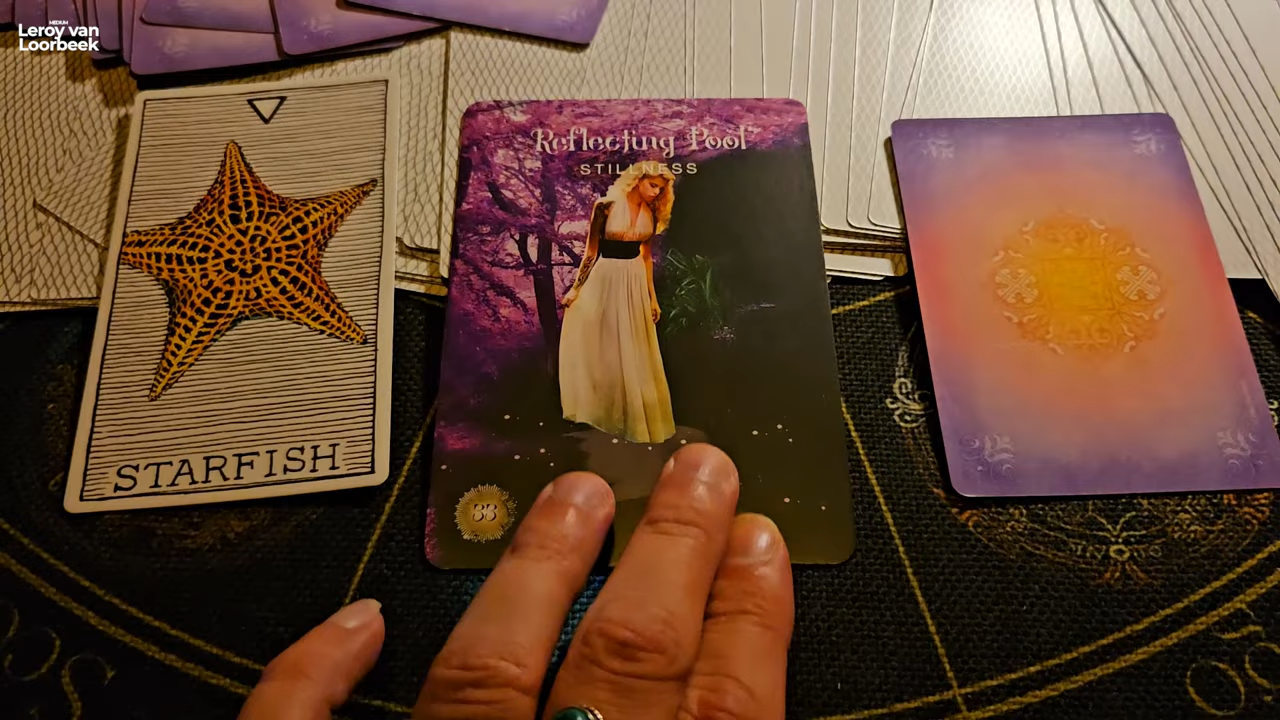 MEDIUM
Leroy van
Loorbeek
STARFISH
Reflecting Pool
STILLNESS
33